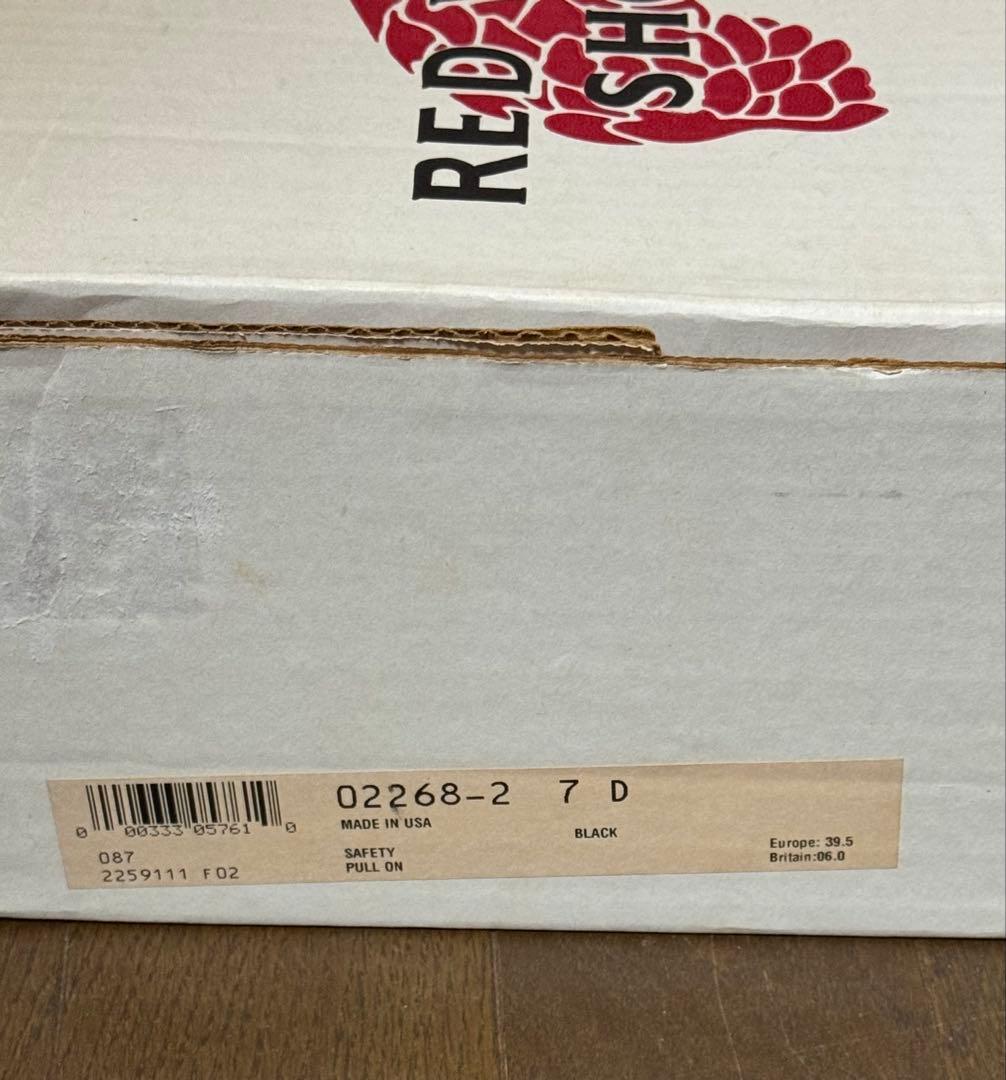 RED
SHO
02268-2 7 D
0 00333 05761 0
MADE IN USA
BLACK
087
SAFETY
Europe: 39.5
2259111 F02
PULL ON
Britain:06.0